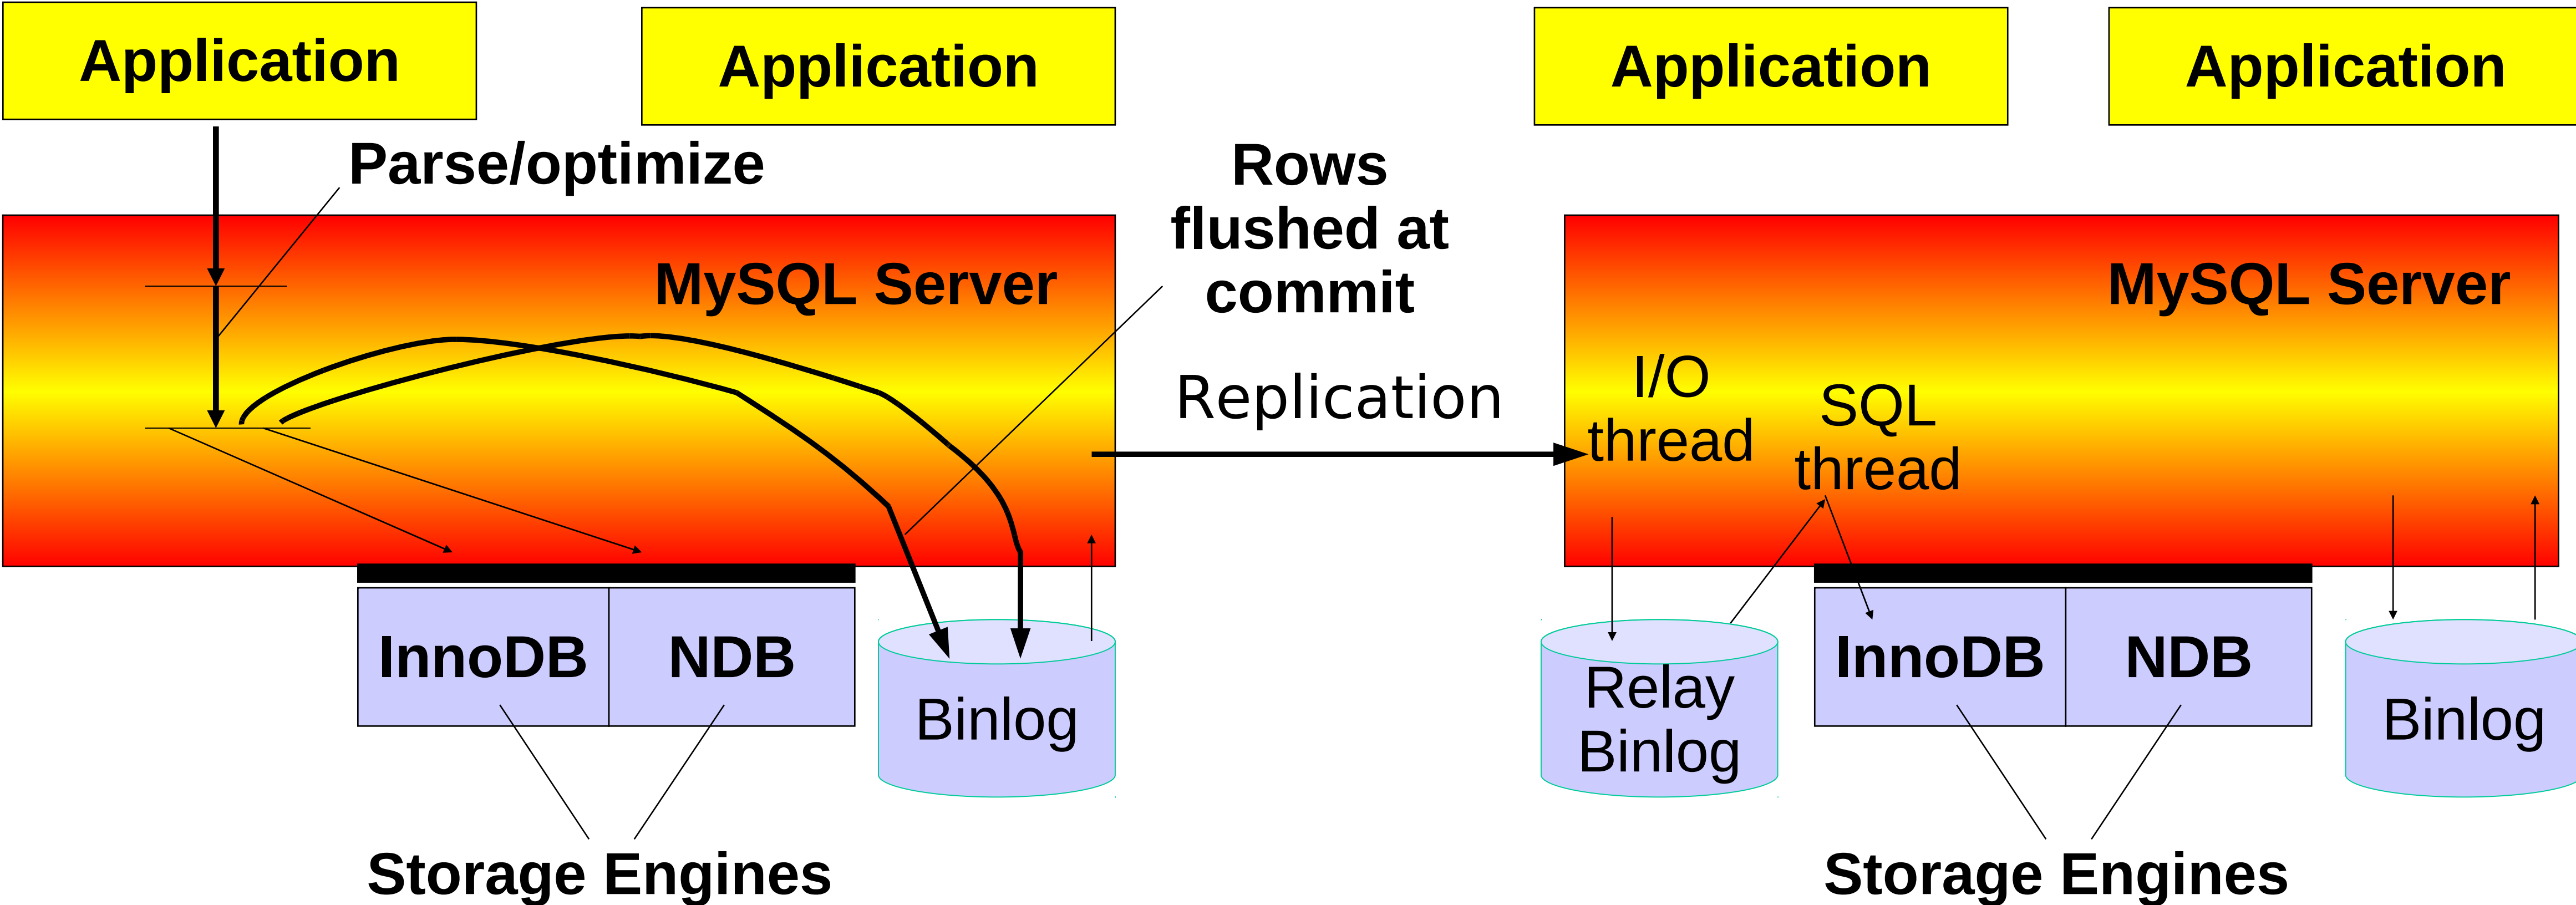 Application
Application
Application
Application
Parse/optimize
Rows
flushed at
commit
MySQL Server
MySQL Server
Replication
I/O
thread
SQL
thread
InnoDB
NDB
Binlog
Relay
Binlog
InnoDB
NDB
Binlog
Storage Engines
Storage Engines